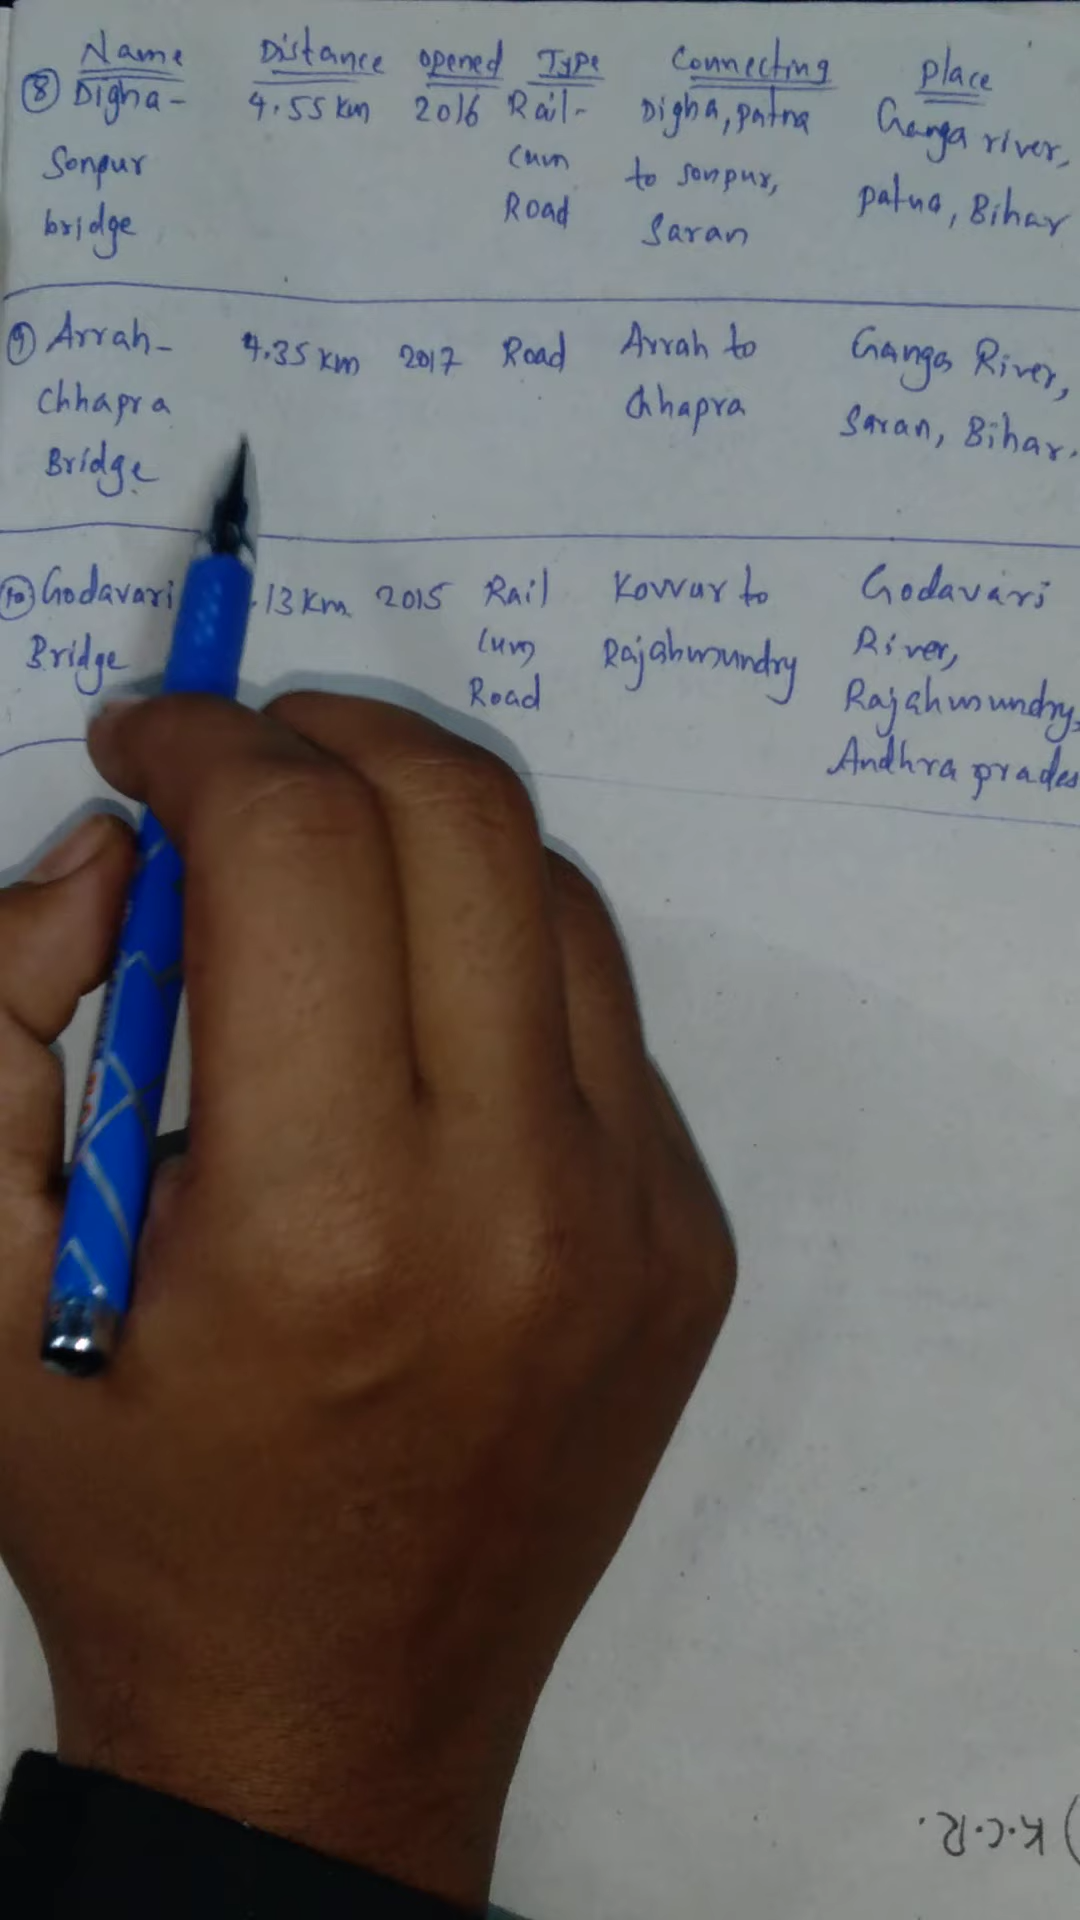 Name Distance opened Type Connecting place
⑧ Digha- 4.55 km 2016 Rail- Digha, patna Ganga river,
Sonpur cum to sonpur, patna, Bihar
bridge Road Saran
⑨ Arrah- 4.35 km 2017 Road Arrah to Ganga River,
Chhapra Chhapra Saran, Bihar.
Bridge
⑩ Godavari .13 km 2015 Rail Kovvur to Godavari
Bridge cum Rajahmundry River,
Road Rajahmundry,
Andhra prades
K.C.R.